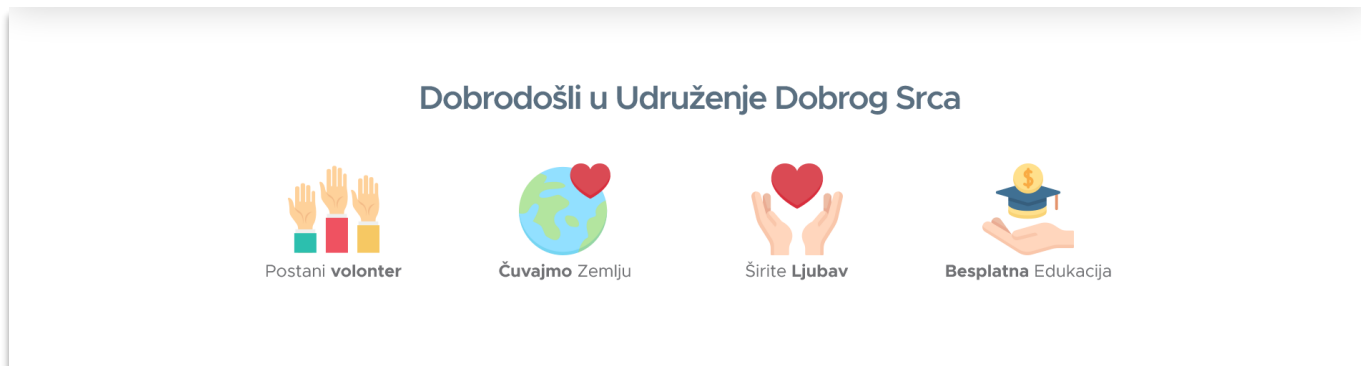 Dobrodošli u Udruženje Dobrog Srca
$
Postani volonter
Čuvajmo Zemlju
Širite Ljubav
Besplatna Edukacija